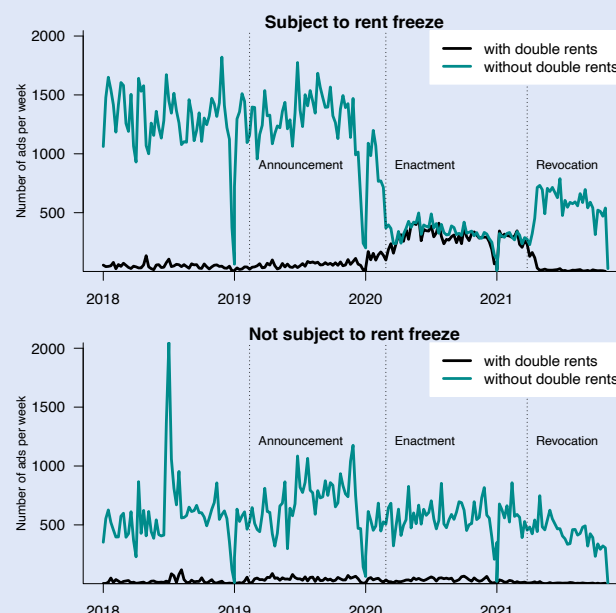 Subject to rent freeze
with double rents
without double rents
Number of ads per week
2000
1500
1000
500
Announcement
Enactment
Revocation
2018
2019
2020
2021
Not subject to rent freeze
with double rents
without double rents
Number of ads per week
2000
1500
1000
500
Announcement
Enactment
Revocation
2018
2019
2020
2021